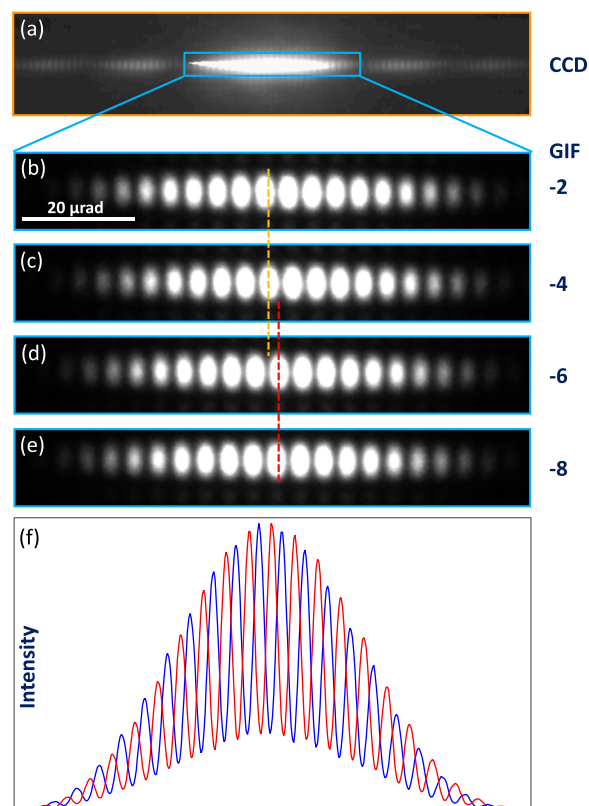 (a)
CCD
GIF
(b)
-2
20 µrad
(c)
-4
(d)
-6
(e)
-8
(f)
Intensity